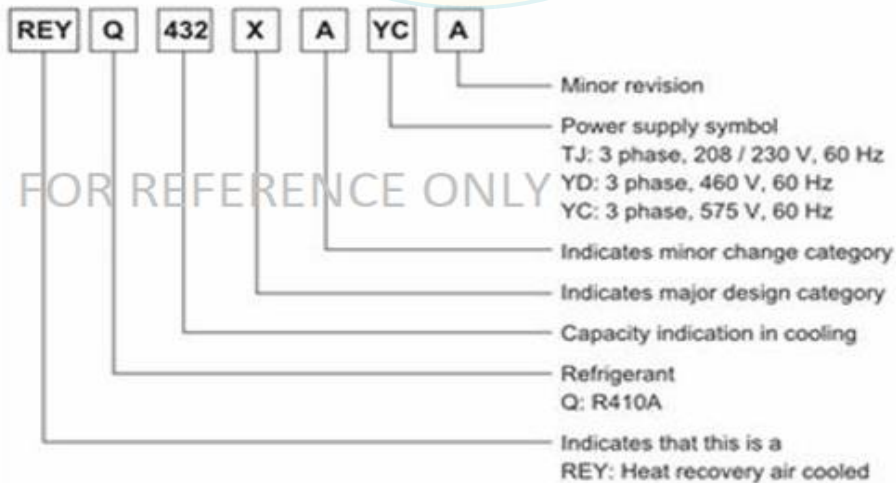 REY Q 432 X A YC A
Minor revision
Power supply symbol
TJ: 3 phase, 208 / 230 V, 60 Hz
YD: 3 phase, 460 V, 60 Hz
FOR REFERENCE ONLY
YC: 3 phase, 575 V, 60 Hz
Indicates minor change category
Indicates major design category
Capacity indication in cooling
Refrigerant
Q: R410A
Indicates that this is a
REY: Heat recovery air cooled